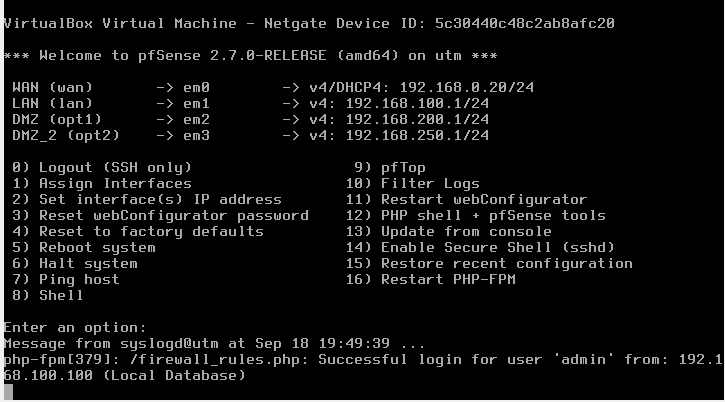 VirtualBox Virtual Machine - Netgate Device ID: 5c30440c48c2ab8afc20
*** Welcome to pfSense 2.7.0-RELEASE (amd64) on utm ***
WAN (wan) -> em0 -> v4/DHCP4: 192.168.0.20/24
LAN (lan) -> em1 -> v4: 192.168.100.1/24
DMZ (opt1) -> em2 -> v4: 192.168.200.1/24
DMZ_2 (opt2) -> em3 -> v4: 192.168.250.1/24
0) Logout (SSH only) 9) pfTop
1) Assign Interfaces 10) Filter Logs
2) Set interface(s) IP address 11) Restart webConfigurator
3) Reset webConfigurator password 12) PHP shell + pfSense tools
4) Reset to factory defaults 13) Update from console
5) Reboot system 14) Enable Secure Shell (sshd)
6) Halt system 15) Restore recent configuration
7) Ping host 16) Restart PHP-FPM
8) Shell
Enter an option:
Message from syslogd@utm at Sep 18 19:49:39 ...
php-fpm[379]: /firewall_rules.php: Successful login for user 'admin' from: 192.1
68.100.100 (Local Database)